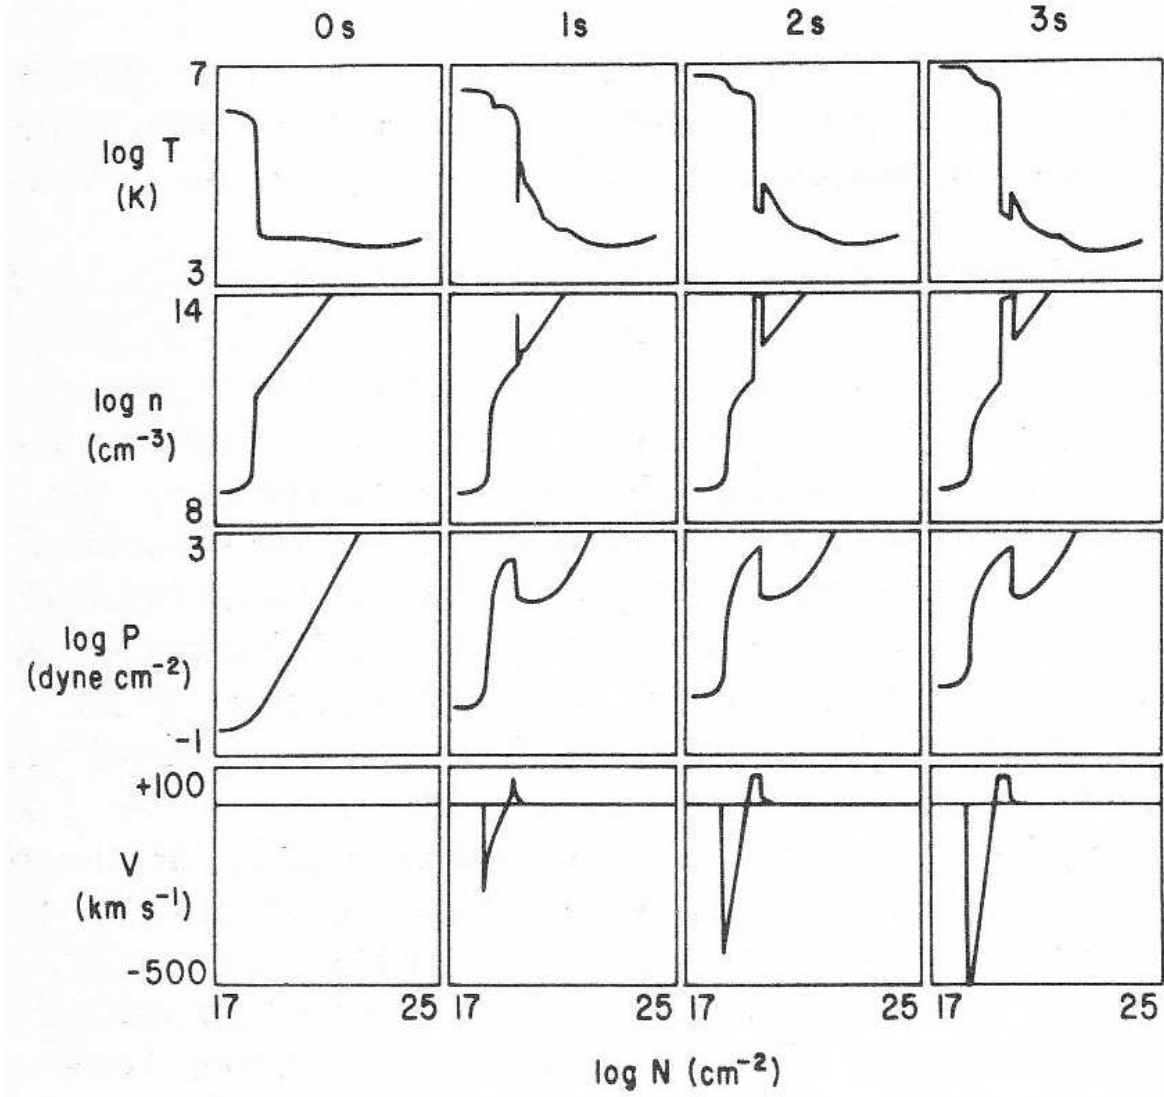 0s 1s 2s 3s
7
log T
(K)
3
14
log n
(cm⁻³)
8
3
log P
(dyne cm⁻²)
-1
+100
V
(km s⁻¹)
-500
17 25 17 25 17 25 17 25
log N (cm⁻²)